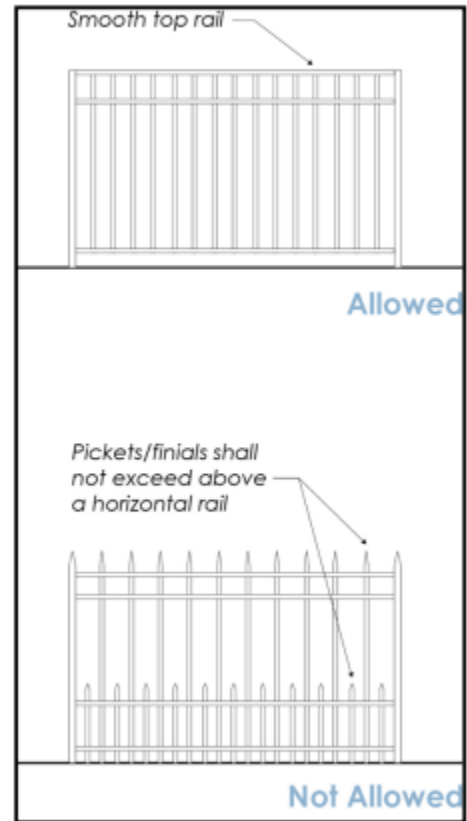 Smooth top rail
Allowed
Pickets/finials shall
not exceed above
a horizontal rail
Not Allowed